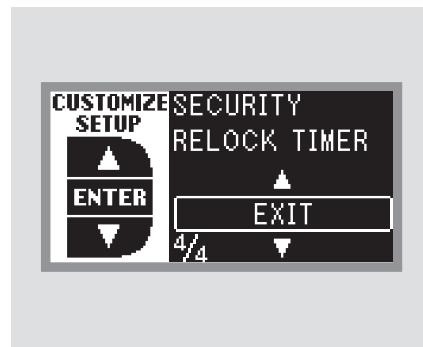 CUSTOMIZE
SETUP
ENTER
SECURITY
RELOCK TIMER
EXIT
4/4